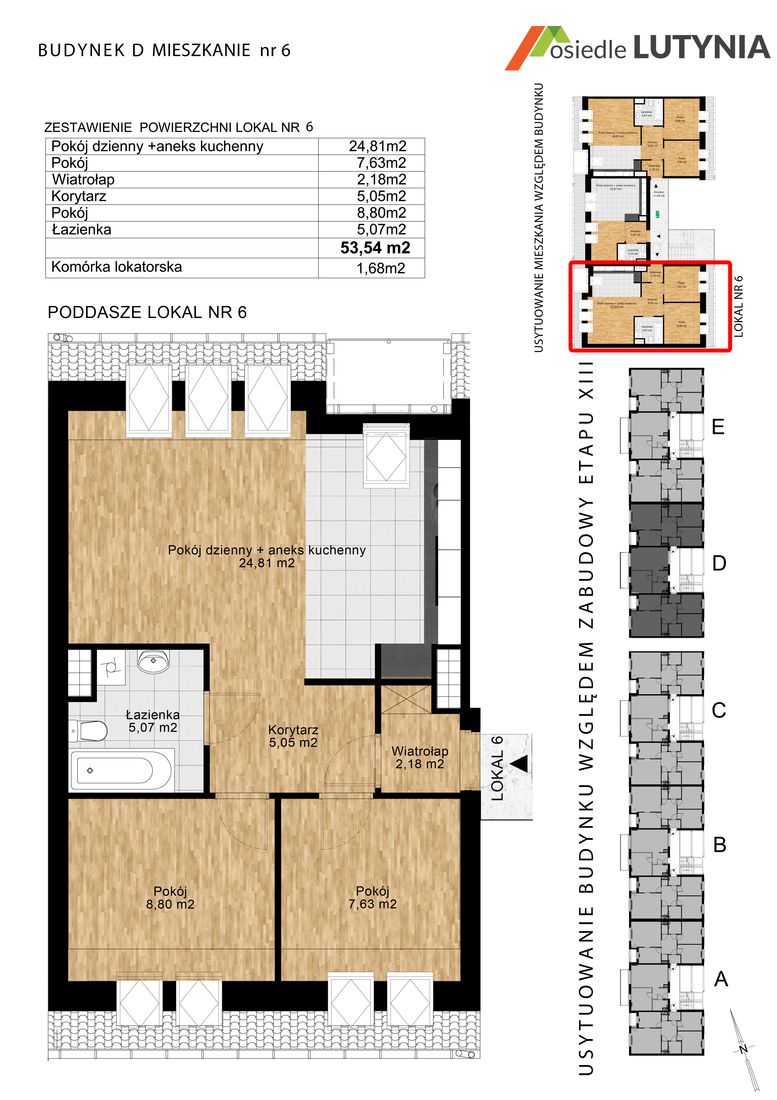 BUDYNEK D MIESZKANIE nr 6
osiedle LUTYNIA
ZESTAWIENIE POWIERZCHNI LOKAL NR 6
Pokój dzienny +aneks kuchenny 24,81m2
Pokój 7,63m2
Wiatrołap 2,18m2
Korytarz 5,05m2
Pokój 8,80m2
Łazienka 5,07m2
53,54 m2
Komórka lokatorska 1,68m2
PODDASZE LOKAL NR 6
Pokój dzienny + aneks kuchenny
24,81 m2
Łazienka
5,07 m2
Korytarz
5,05 m2
Wiatrołap
2,18 m2
LOKAL 6
Pokój
8,80 m2
Pokój
7,63 m2
USYTUOWANIE MIESZKANIA WZGLĘDEM BUDYNKU
LOKAL NR 6
USYTUOWANIE BUDYNKU WZGLĘDEM ZABUDOWY ETAPU XIII
E
D
C
B
A
N